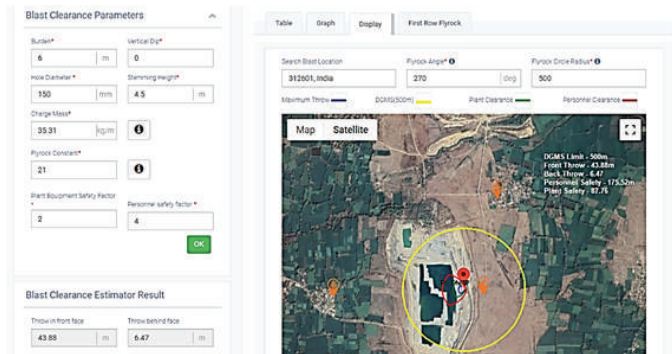 Blast Clearance Parameters
Burden*
Vertical Dip*
6 m
0
Hole Diameter*
Stemming Height*
150 mm
4.5 m
Charge Mass*
35.31 kg/m
Flyrock Constant*
21
Plant Equipment Safety Factor
*
Personnel safety factor *
2
4
OK
Blast Clearance Estimator Result
Throw in front face
Throw behind face
43.88 m
6.47 m
Table
Graph
Display
First Row Flyrock
Search Blast Location
Flyrock Angle*
Flyrock Circle Radius*
312601, India
270 deg
500
Maximum Throw
DGMS(500m)
Plant Clearance
Personnel Clearance
Map
Satellite
DGMS Limit - 500m
Front Throw - 43.88m
Back Throw - 6.47
Personnel Safety - 175.52m
Plant Safety - 87.76